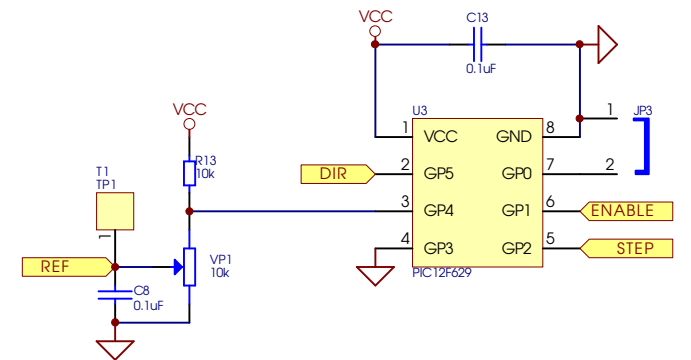 VCC
C13
0.1uF
U3
JP3
1
2
VCC
R13
10k
1 VCC GND 8
DIR 2 GP5 GP0 7
3 GP4 GP1 6 ENABLE
4 GP3 GP2 5 STEP
PIC12F629
T1
TP1
1
REF
VP1
10k
C8
0.1uF